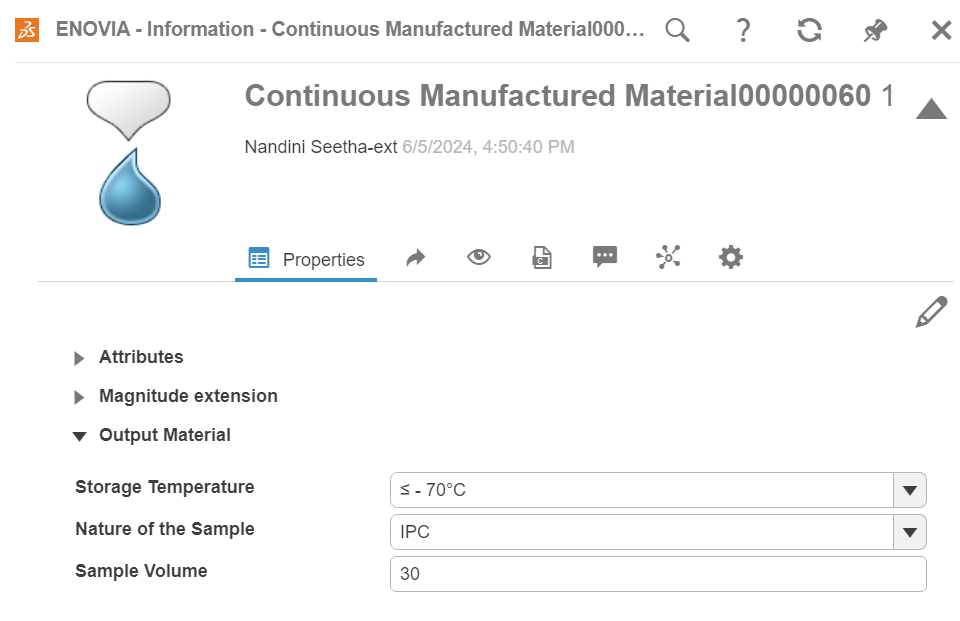 ENOVIA - Information - Continuous Manufactured Material000...
Continuous Manufactured Material00000060 1
Nandini Seetha-ext 6/5/2024, 4:50:40 PM
Properties
Attributes
Magnitude extension
Output Material
Storage Temperature
≤ - 70°C
Nature of the Sample
IPC
Sample Volume
30